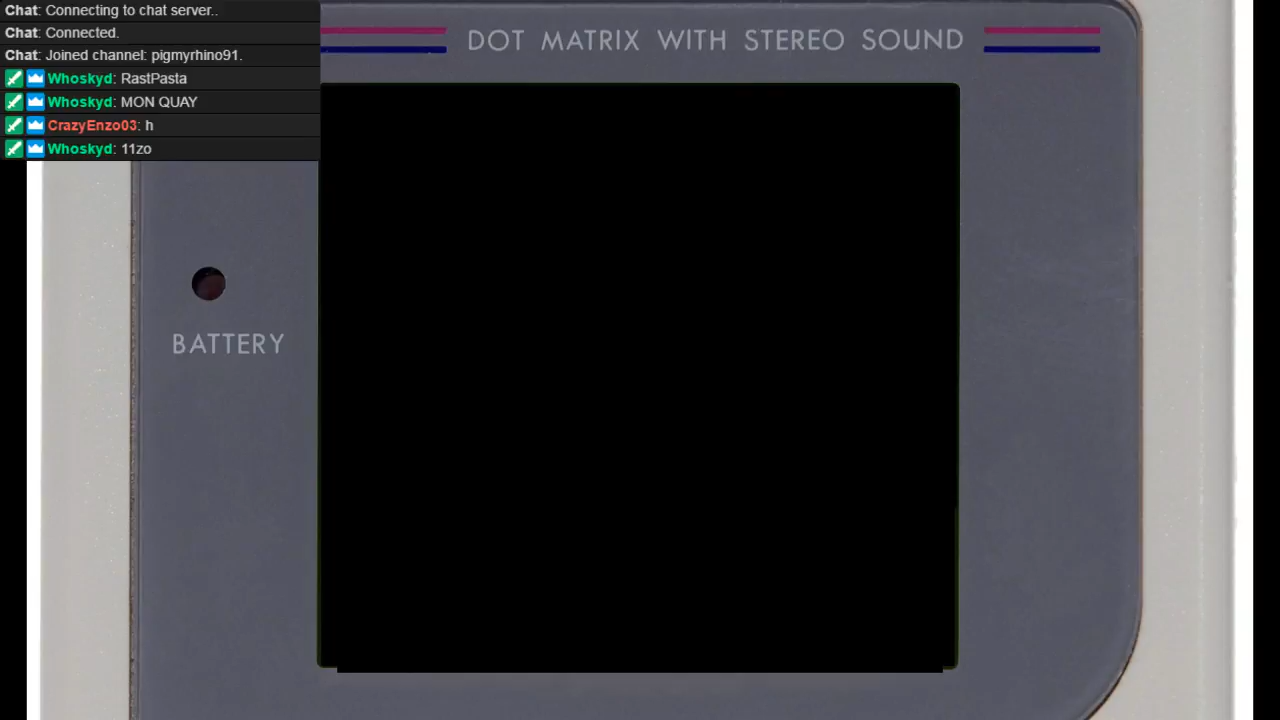 Chat: Connecting to chat server..
Chat: Connected.
Chat: Joined channel: pigmyrhino91.
Whoskyd: RastPasta
Whoskyd: MON QUAY
CrazyEnzo03: h
Whoskyd: 11zo
DOT MATRIX WITH STEREO SOUND
BATTERY